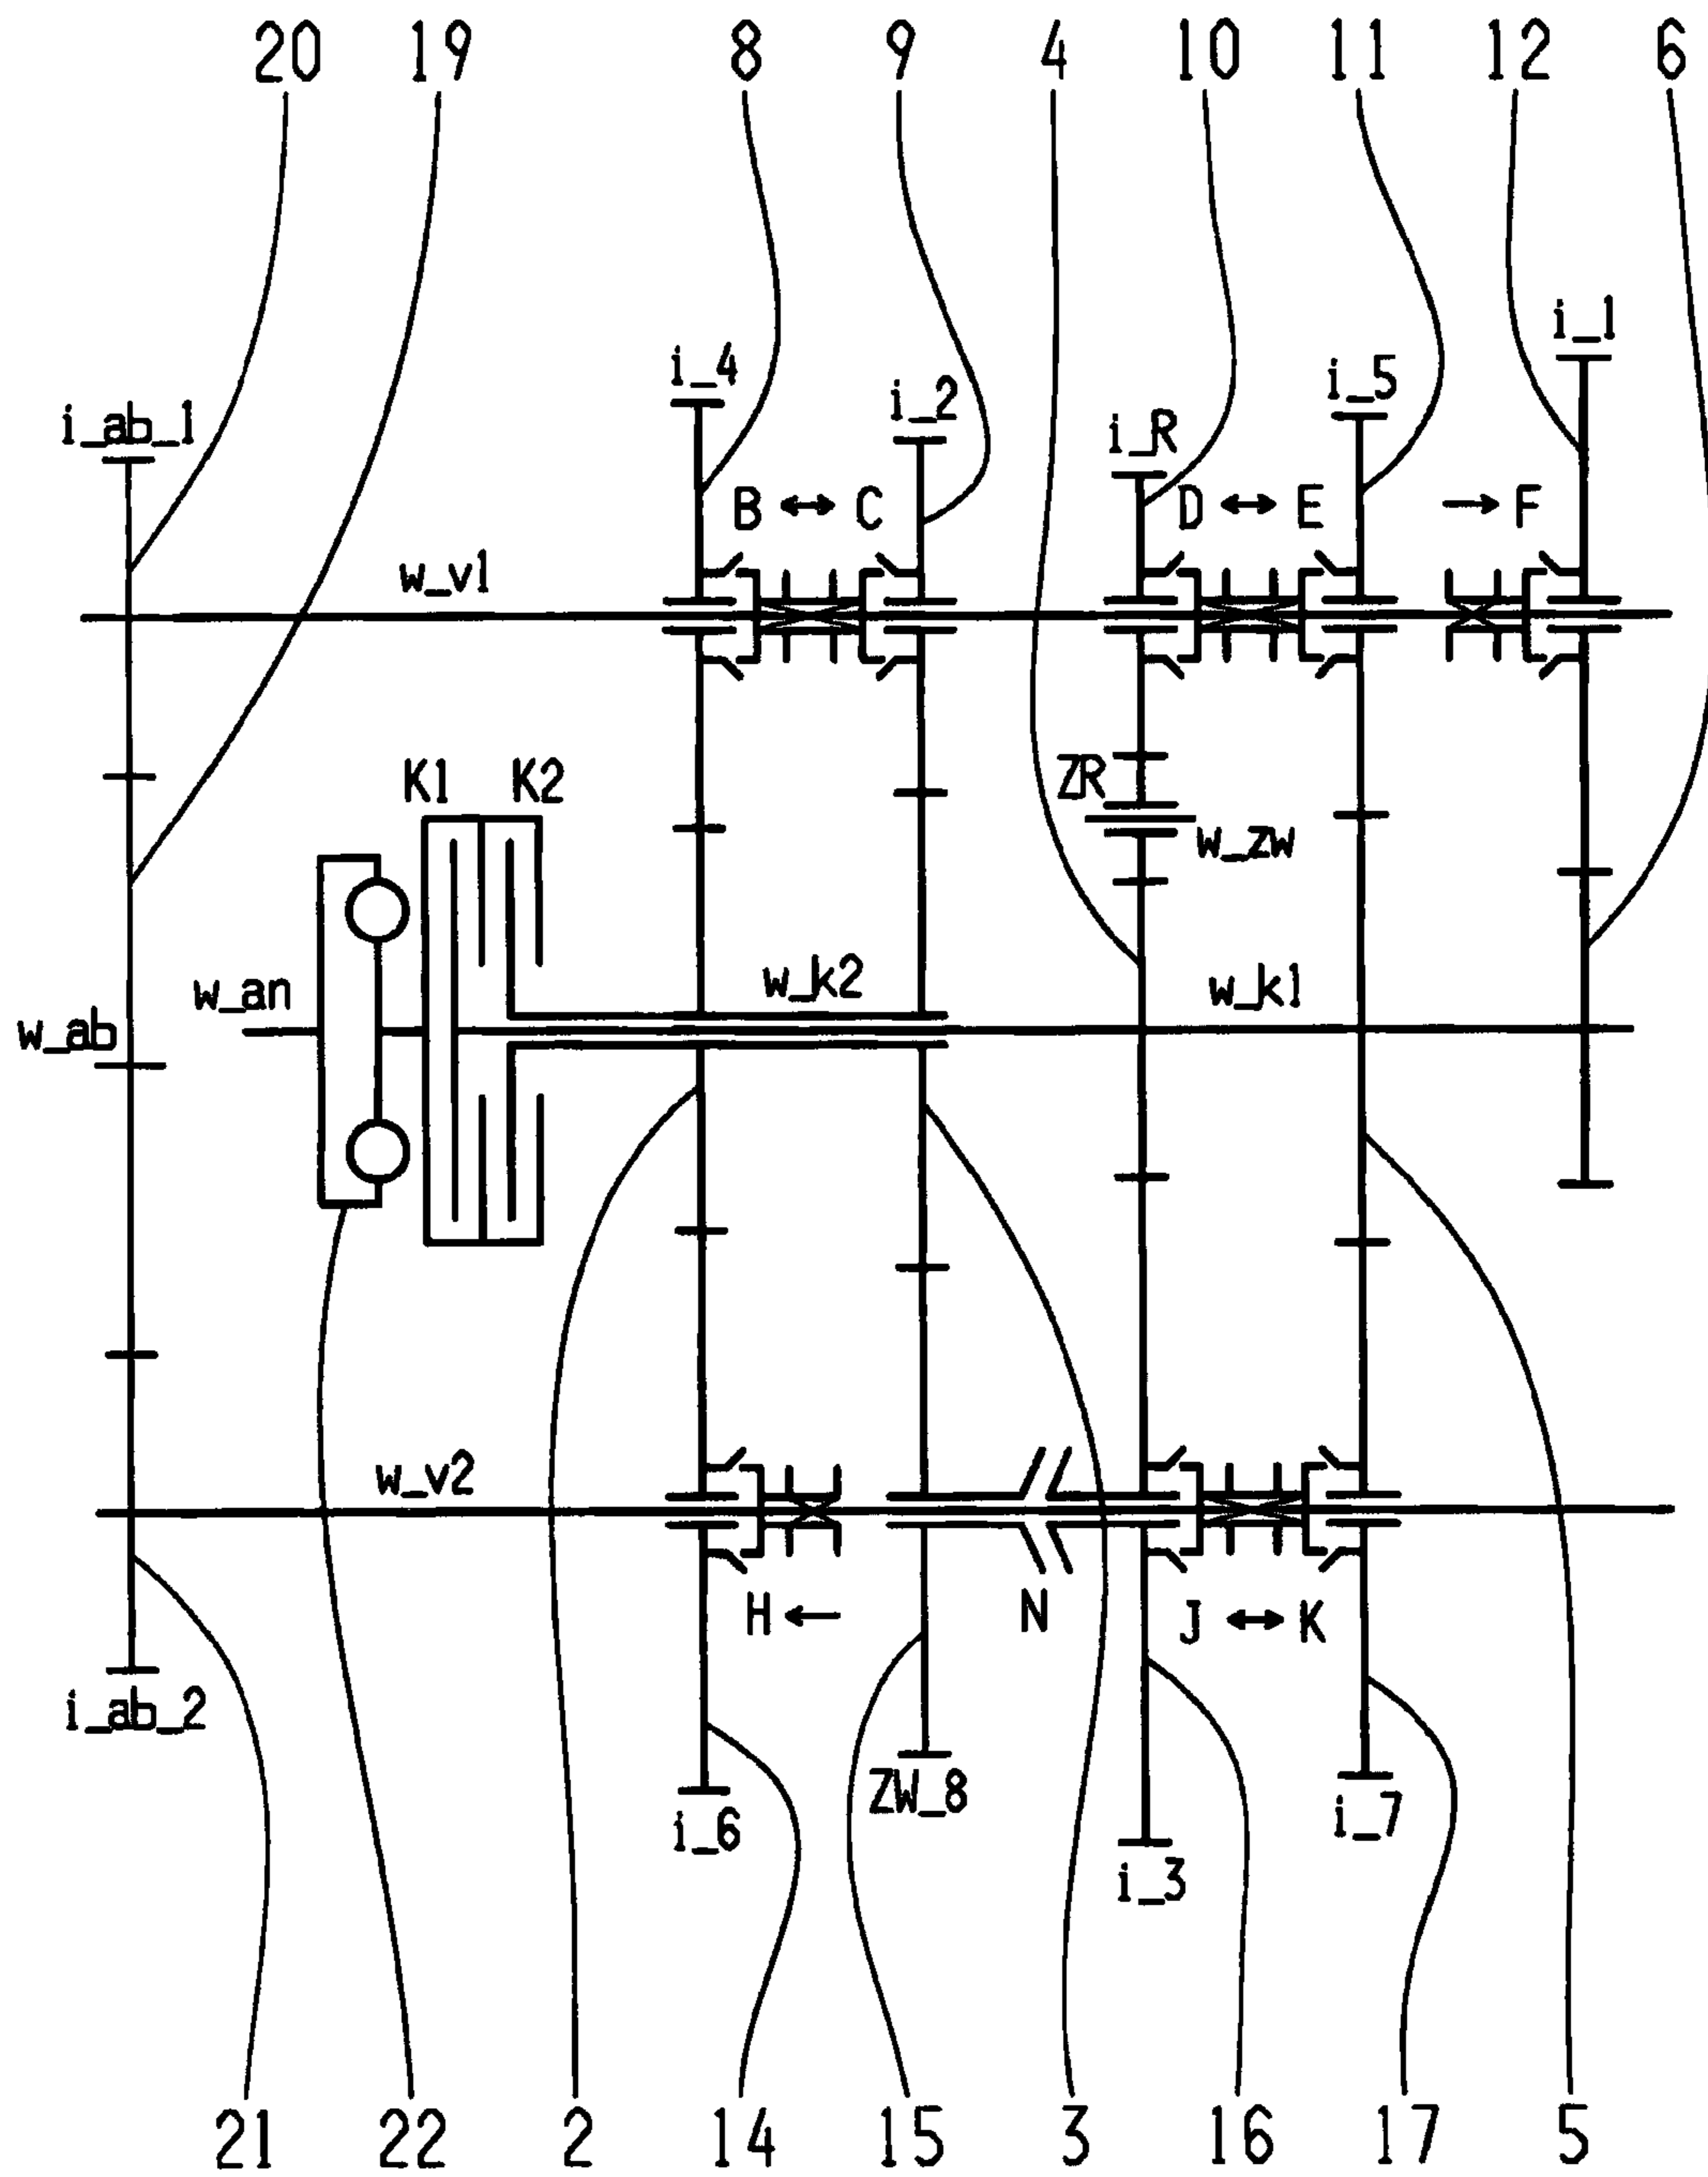 20 19 8 9 4 10 11 12 6
i_1
i_4 i_5
i_2
i_ab_1 i_R
B C D E F
w_v1
K1 K2 ZR
w_zw
w_k2 w_k1
w_an
w_ab
w_v2
H N J K
i_ab_2
ZW_8
i_6 i_7
i_3
21 22 2 14 15 3 16 17 5